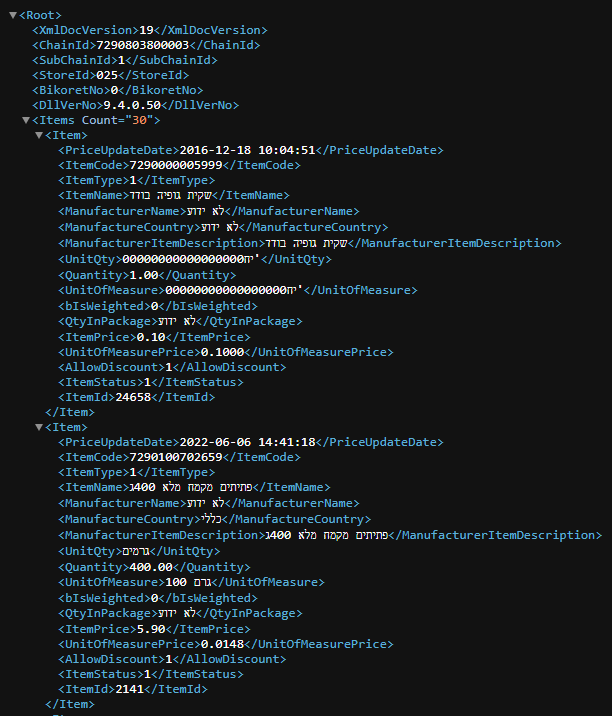 ▼<Root>
<XmlDocVersion>19</XmlDocVersion>
<ChainId>7290803800003</ChainId>
<SubChainId>1</SubChainId>
<StoreId>025</StoreId>
<BikoretNo>0</BikoretNo>
<DllVerNo>9.4.0.50</DllVerNo>
▼<Items Count="30">
▼<Item>
<PriceUpdateDate>2016-12-18 10:04:51</PriceUpdateDate>
<ItemCode>7290000005999</ItemCode>
<ItemType>1</ItemType>
<ItemName>שקית גופיה בודד</ItemName>
<ManufacturerName>לא ידוע</ManufacturerName>
<ManufactureCountry>לא ידוע</ManufactureCountry>
<ManufacturerItemDescription>שקית גופיה בודד</ManufacturerItemDescription>
<UnitQty>00000000000000000יח'</UnitQty>
<Quantity>1.00</Quantity>
<UnitOfMeasure>00000000000000000יח'</UnitOfMeasure>
<bIsWeighted>0</bIsWeighted>
<QtyInPackage>לא ידוע</QtyInPackage>
<ItemPrice>0.10</ItemPrice>
<UnitOfMeasurePrice>0.1000</UnitOfMeasurePrice>
<AllowDiscount>1</AllowDiscount>
<ItemStatus>1</ItemStatus>
<ItemId>24658</ItemId>
</Item>
▼<Item>
<PriceUpdateDate>2022-06-06 14:41:18</PriceUpdateDate>
<ItemCode>7290100702659</ItemCode>
<ItemType>1</ItemType>
<ItemName>פתיתים מקמח מלא 400ג</ItemName>
<ManufacturerName>לא ידוע</ManufacturerName>
<ManufactureCountry>כללי</ManufactureCountry>
<ManufacturerItemDescription>פתיתים מקמח מלא 400ג</ManufacturerItemDescription>
<UnitQty>גרמים</UnitQty>
<Quantity>400.00</Quantity>
<UnitOfMeasure>100 גרם</UnitOfMeasure>
<bIsWeighted>0</bIsWeighted>
<QtyInPackage>לא ידוע</QtyInPackage>
<ItemPrice>5.90</ItemPrice>
<UnitOfMeasurePrice>0.0148</UnitOfMeasurePrice>
<AllowDiscount>1</AllowDiscount>
<ItemStatus>1</ItemStatus>
<ItemId>2141</ItemId>
</Item>